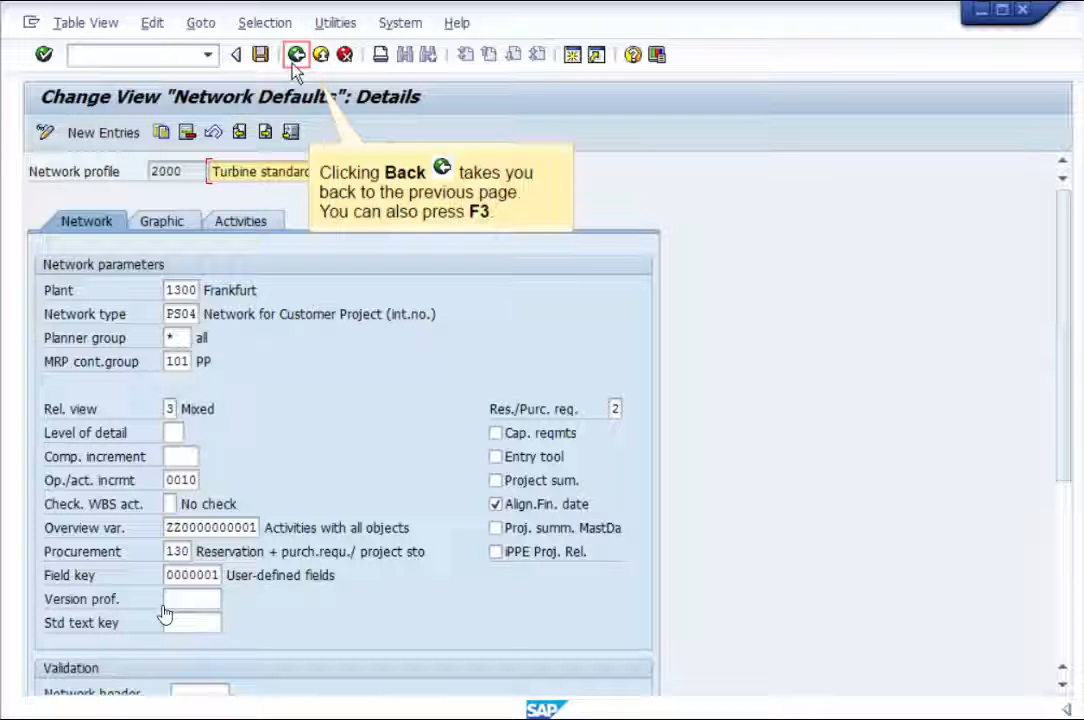 Table View Edit Goto Selection Utilities System Help
Change View "Network Defaults": Details
New Entries
Network profile 2000 Turbine standard
Clicking Back takes you
back to the previous page.
You can also press F3.
Network Graphic Activities
Network parameters
Plant 1300 Frankfurt
Network type PS04 Network for Customer Project (int.no.)
Planner group * all
MRP cont.group 101 PP
Rel. view 3 Mixed Res./Purc. req. 2
Level of detail Cap. reqmts
Comp. increment Entry tool
Op./act. incrmt 0010 Project sum.
Check. WBS act. No check Align.Fin. date
Overview var. ZZ0000000001 Activities with all objects Proj. summ. MastDa
Procurement 130 Reservation + purch.requ./ project sto iPPE Proj. Rel.
Field key 0000001 User-defined fields
Version prof.
Std text key
Validation
Network header
SAP